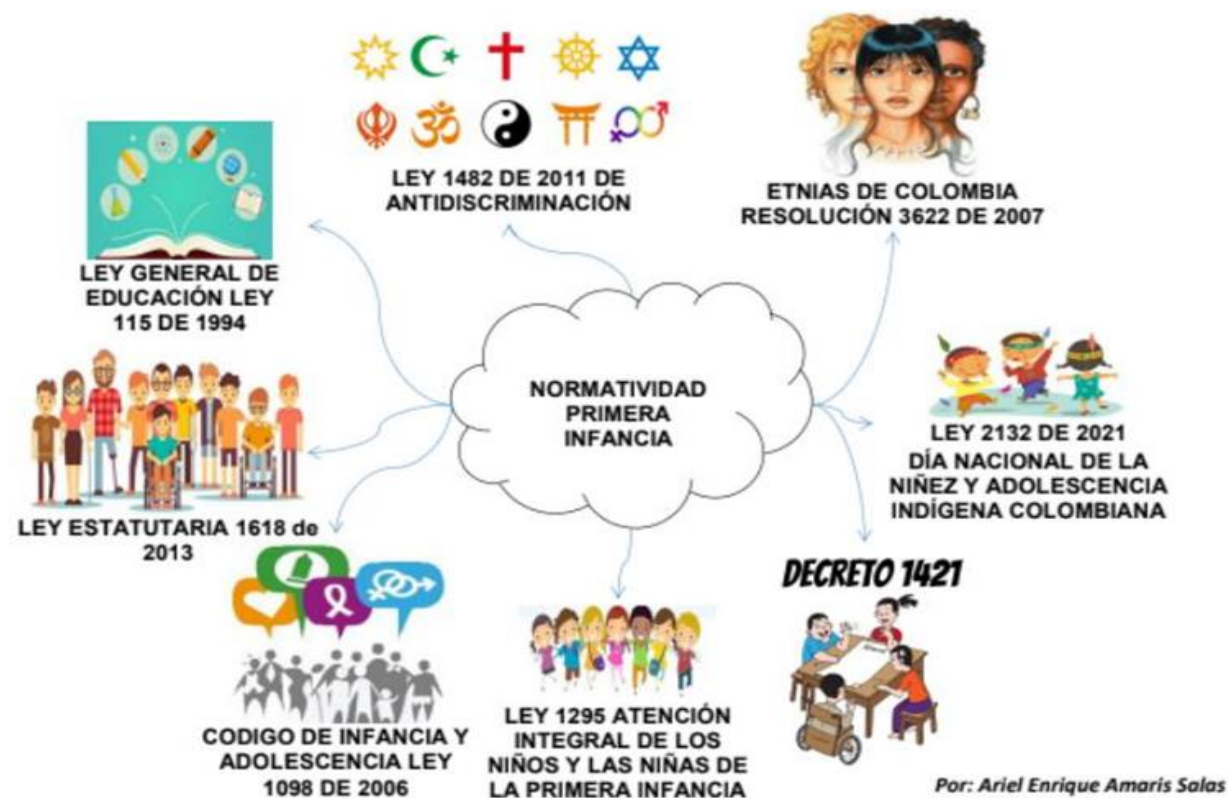 LEY 1482 DE 2011 DE
ANTIDISCRIMINACIÓN
ETNIAS DE COLOMBIA
RESOLUCIÓN 3622 DE 2007
LEY GENERAL DE
EDUCACIÓN LEY
115 DE 1994
NORMATIVIDAD
PRIMERA
INFANCIA
LEY 2132 DE 2021
DÍA NACIONAL DE LA
NIÑEZ Y ADOLESCENCIA
INDÍGENA COLOMBIANA
LEY ESTATUTARIA 1618 de
2013
DECRETO 1421
CODIGO DE INFANCIA Y
ADOLESCENCIA LEY
1098 DE 2006
LEY 1295 ATENCIÓN
INTEGRAL DE LOS
NIÑOS Y LAS NIÑAS DE
LA PRIMERA INFANCIA
Por: Ariel Enrique Amaris Salas